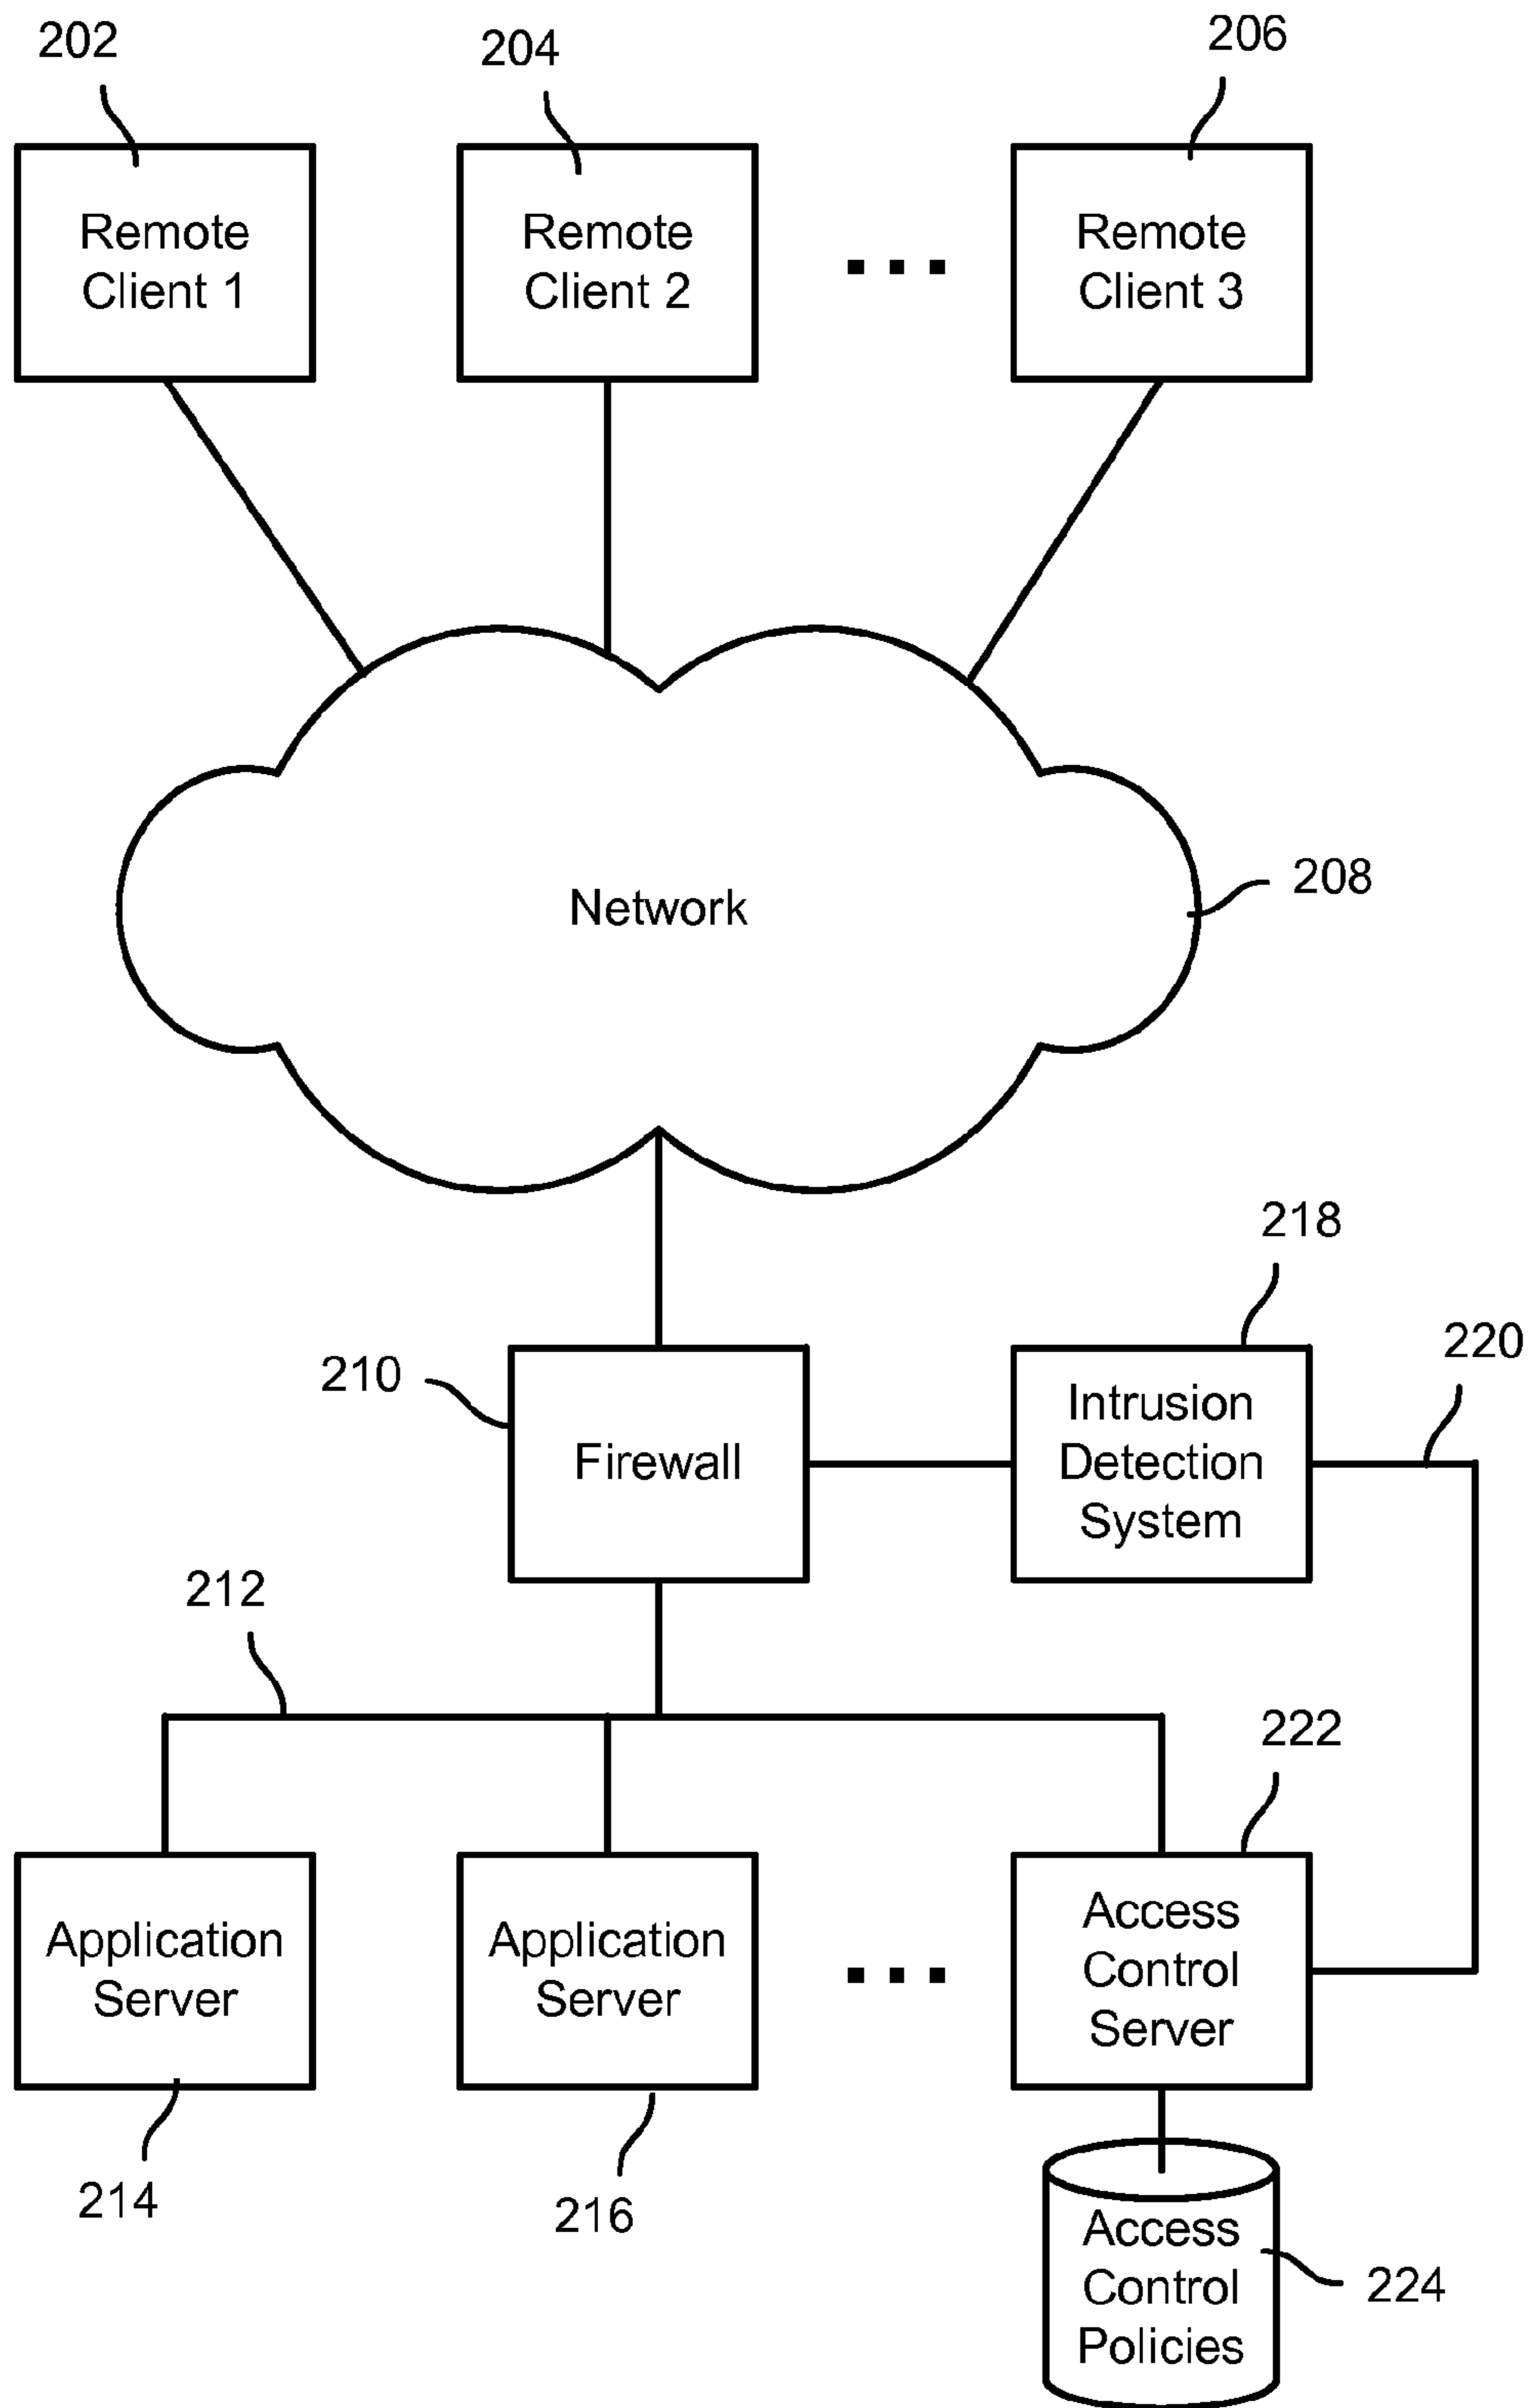 202
204
206
Remote
Client 1
Remote
Client 2
Remote
Client 3
Network
208
218
220
210
Firewall
Intrusion
Detection
System
212
222
Application
Server
Application
Server
Access
Control
Server
214
216
Access
Control
Policies
224